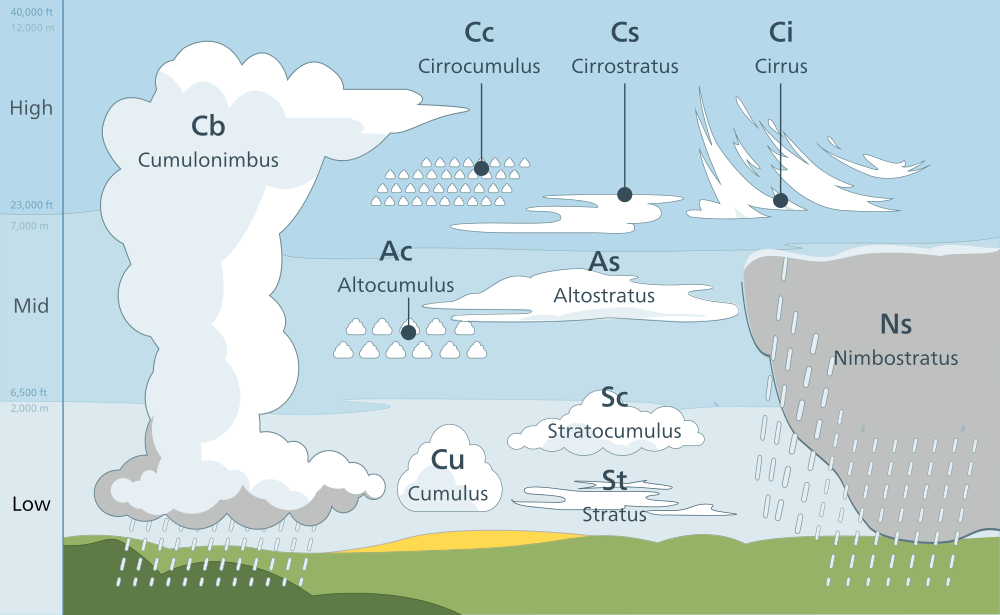 40,000 ft
12,000 m
High
23,000 ft
7,000 m
Mid
6,500 ft
2,000 m
Low
Cb
Cumulonimbus
Cc
Cirrocumulus
Cs
Cirrostratus
Ci
Cirrus
Ac
Altocumulus
As
Altostratus
Ns
Nimbostratus
Sc
Stratocumulus
Cu
Cumulus
St
Stratus